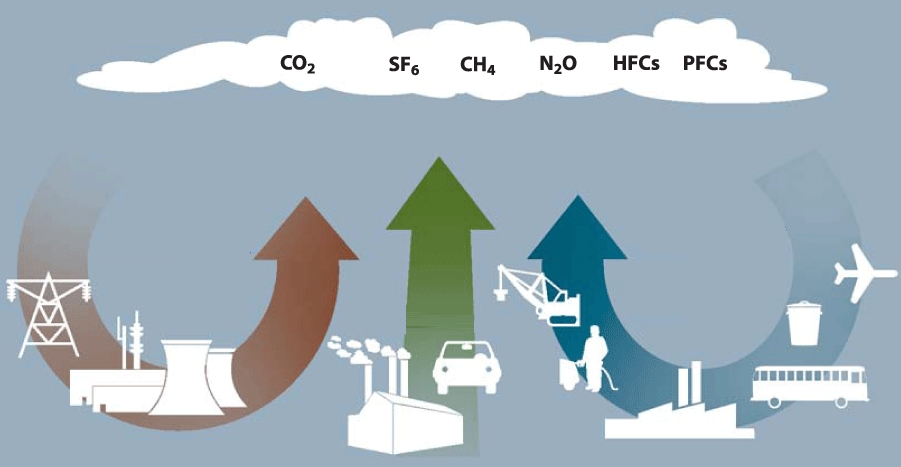 CO₂ SF₆ CH₄ N₂O HFCs PFCs